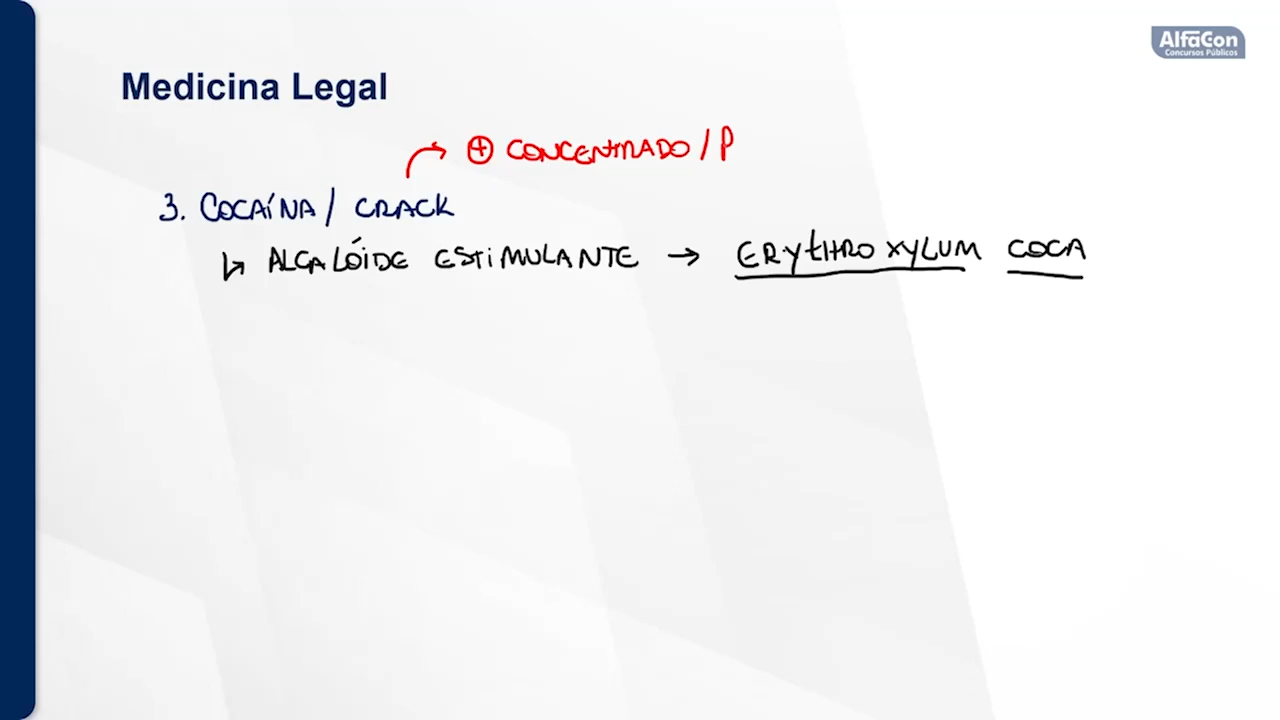 AlfaCon
Concursos Públicos
Medicina Legal
+ CONCENTRADO / P
3. COCAÍNA / CRACK
ALCALÓIDE ESTIMULANTE → ERYTHROXYLUM COCA